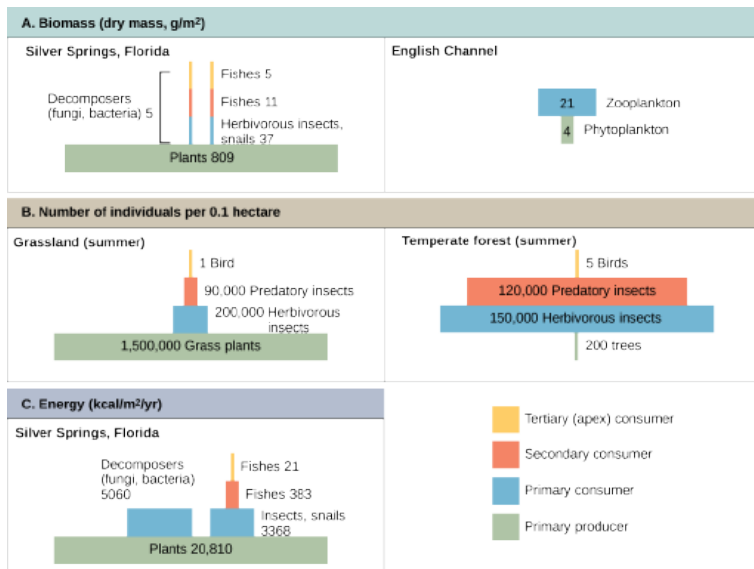 A. Biomass (dry mass, g/m²)
Silver Springs, Florida
Fishes 5
Decomposers
(fungi, bacteria) 5
Fishes 11
Herbivorous insects,
snails 37
Plants 809
English Channel
21
Zooplankton
4
Phytoplankton
B. Number of individuals per 0.1 hectare
Grassland (summer)
1 Bird
90,000 Predatory insects
200,000 Herbivorous
insects
1,500,000 Grass plants
Temperate forest (summer)
5 Birds
120,000 Predatory insects
150,000 Herbivorous insects
200 trees
C. Energy (kcal/m²/yr)
Silver Springs, Florida
Decomposers
(fungi, bacteria)
5060
Fishes 21
Fishes 383
Insects, snails
3368
Plants 20,810
Tertiary (apex) consumer
Secondary consumer
Primary consumer
Primary producer